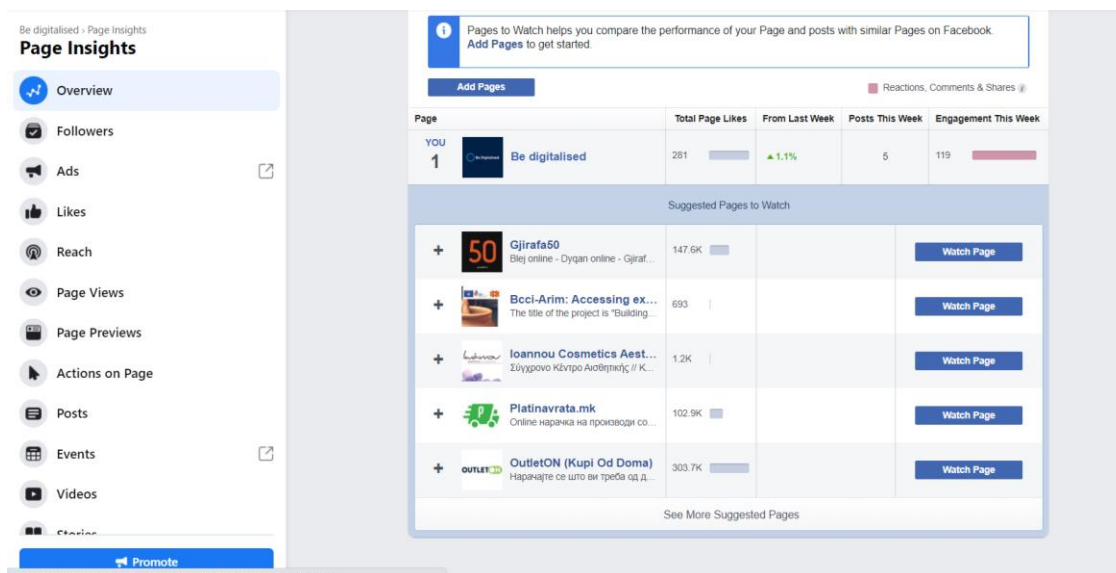 Be digitalised › Page Insights
Page Insights
Overview
Followers
Ads
Likes
Reach
Page Views
Page Previews
Actions on Page
Posts
Events
Videos
Stories
Promote
Pages to Watch helps you compare the performance of your Page and posts with similar Pages on Facebook.
Add Pages to get started.
Add Pages
Reactions, Comments & Shares
Page Total Page Likes From Last Week Posts This Week Engagement This Week
YOU
1 Be digitalised 281 ▲1.1% 5 119
Suggested Pages to Watch
+ 50 Gjirafa50 147.6K Watch Page
Blej online - Dyqan online - Gjiraf...
+ Bcci-Arim: Accessing ex... 693 Watch Page
The title of the project is "Building...
+ Ioannou Cosmetics Aest... 1.2K Watch Page
Σύγχρονο Κέντρο Αισθητικής // Κ...
+ Platinavrata.mk 102.9K Watch Page
Online нарачка на производи со...
+ OUTLETON OutletON (Kupi Od Doma) 303.7K Watch Page
Нарачајте се што ви треба од д...
See More Suggested Pages